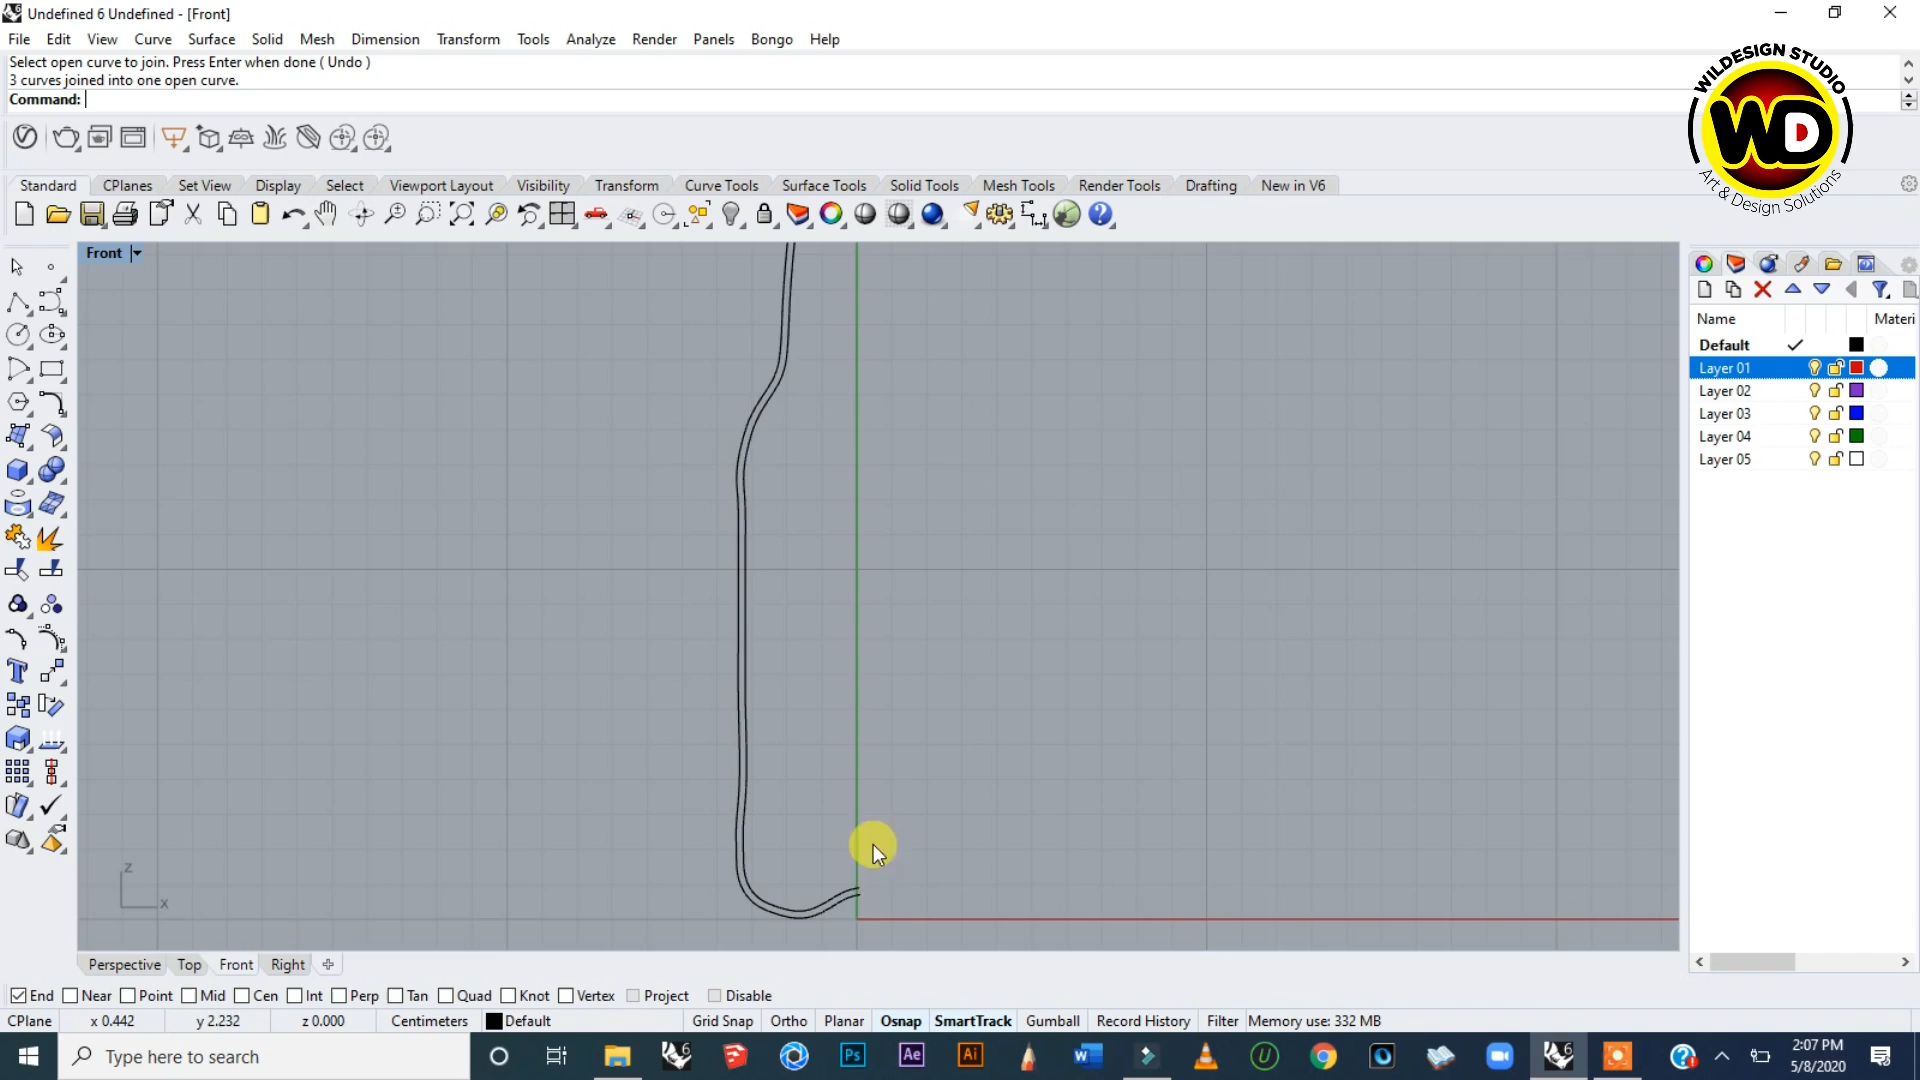 Undefined 6 Undefined - [Front]
File Edit View Curve Surface Solid Mesh Dimension Transform Tools Analyze Render Panels Bongo Help
Select open curve to join. Press Enter when done ( Undo )
3 curves joined into one open curve.
Command:
WILDESIGN STUDIO
WD
Art & Design Solutions
Standard CPlanes Set View Display Select Viewport Layout Visibility Transform Curve Tools Surface Tools Solid Tools Mesh Tools Render Tools Drafting New in V6
Front
Name Materi
Default
Layer 01
Layer 02
Layer 03
Layer 04
Layer 05
z
x
Perspective Top Front Right
End Near Point Mid Cen Int Perp Tan Quad Knot Vertex Project Disable
CPlane x 0.442 y 2.232 z 0.000 Centimeters Default Grid Snap Ortho Planar Osnap SmartTrack Gumball Record History Filter Memory use: 332 MB
Type here to search
Ps Ae Ai
2:07 PM
5/8/2020